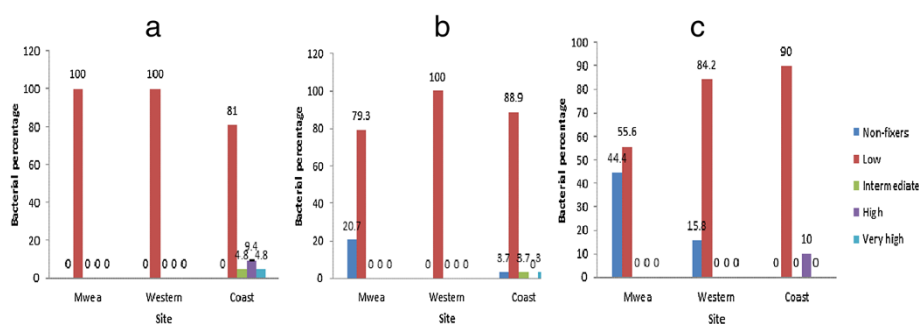 a
b
c
Bacterial percentage
120
100
80
60
40
20
0
100
0
0 0 0
100
0
0 0 0
81
0
4.8
9.4
4.8
Mwea
Western
Coast
Site
Bacterial percentage
120
100
80
60
40
20
0
20.7
79.3
0 0 0
0
100
0 0 0
3.7
88.9
3.7
0
3
Mwea
Western
Coast
Site
Bacterial percentage
100
90
80
70
60
50
40
30
20
10
0
44.4
55.6
0 0 0
15.8
84.2
0 0 0
0
90
0
10
0
Mwea
Western
Coast
Site
Non-fixers
Low
Intermediate
High
Very high